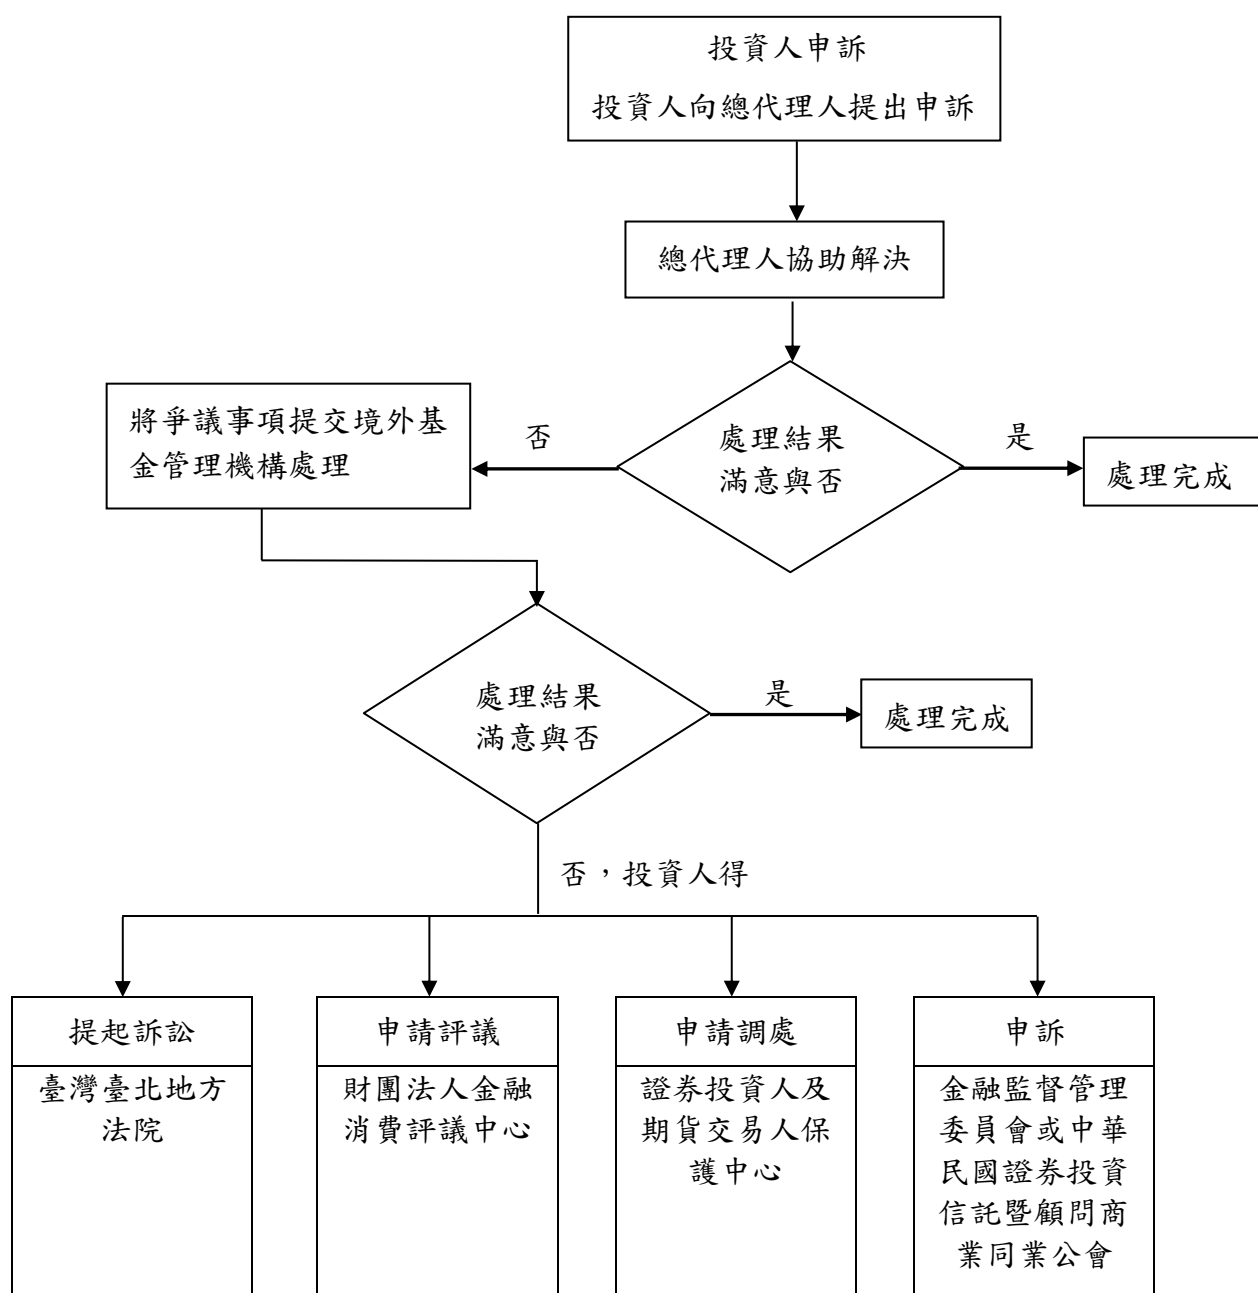 投資人申訴
投資人向總代理人提出申訴
總代理人協助解決
處理結果
滿意與否
是
處理完成
否
將爭議事項提交境外基
金管理機構處理
處理結果
滿意與否
是
處理完成
否，投資人得
提起訴訟
臺灣臺北地方
法院
申請評議
財團法人金融
消費評議中心
申請調處
證券投資人及
期貨交易人保
護中心
申訴
金融監督管理
委員會或中華
民國證券投資
信託暨顧問商
業同業公會